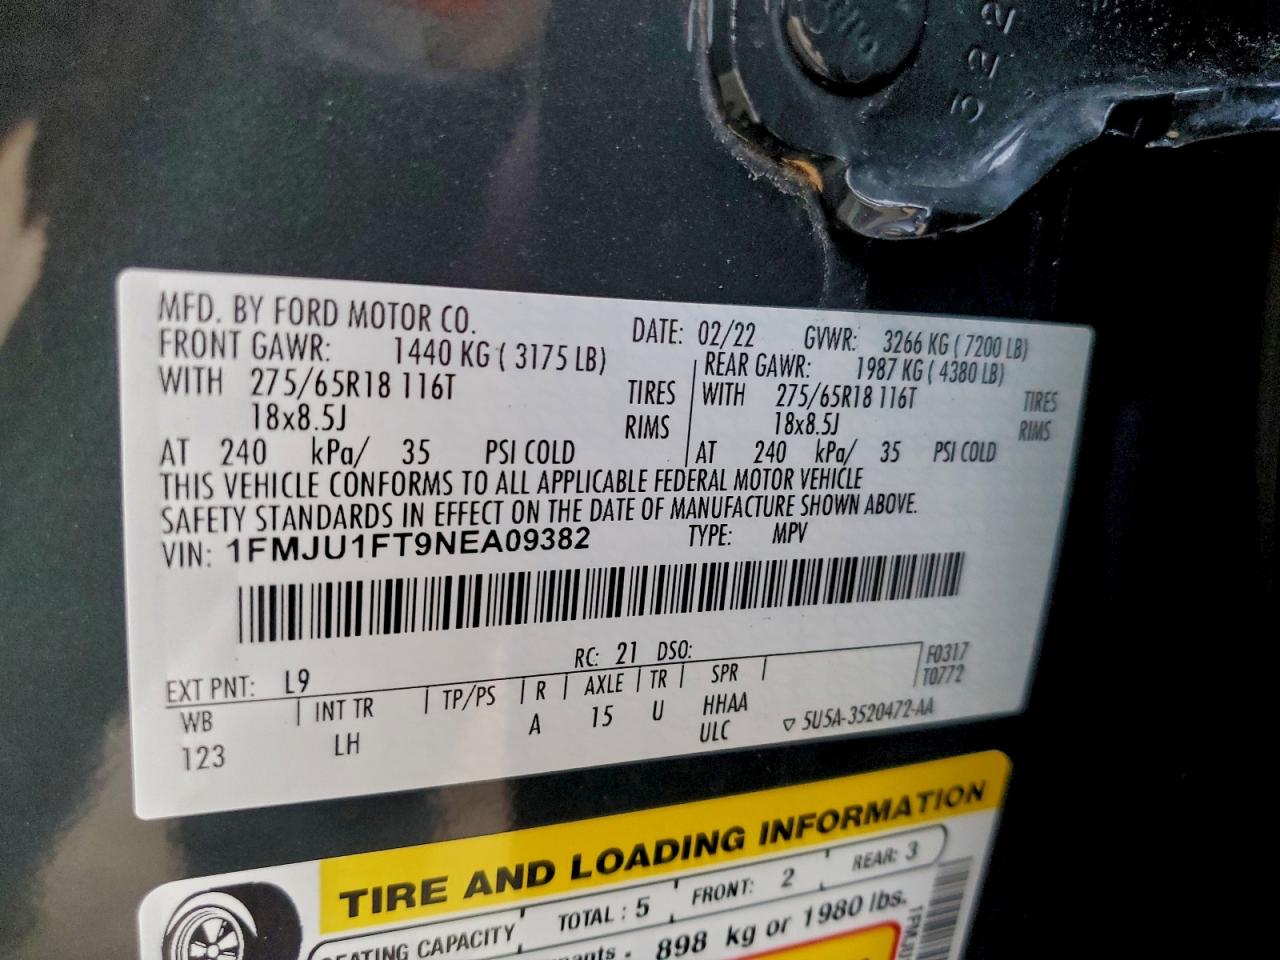 522
MFD. BY FORD MOTOR CO.
DATE: 02/22 GVWR: 3266 KG ( 7200 LB)
FRONT GAWR: 1440 KG ( 3175 LB)
REAR GAWR: 1987 KG ( 4380 LB)
WITH 275/65R18 116T TIRES
WITH 275/65R18 116T TIRES
18x8.5J RIMS
18x8.5J RIMS
AT 240 kPa/ 35 PSI COLD
AT 240 kPa/ 35 PSI COLD
THIS VEHICLE CONFORMS TO ALL APPLICABLE FEDERAL MOTOR VEHICLE
SAFETY STANDARDS IN EFFECT ON THE DATE OF MANUFACTURE SHOWN ABOVE.
VIN: 1FMJU1FT9NEA09382 TYPE: MPV
EXT PNT: L9 RC: 21 DSO:
F0317
T0772
WB INT TR TP/PS R AXLE TR SPR
123 LH A 15 U HHAA
ULC
5U5A-3520472-AA
TIRE AND LOADING INFORMATION
SEATING CAPACITY TOTAL : 5 FRONT: 2 REAR: 3
898 kg or 1980 lbs.